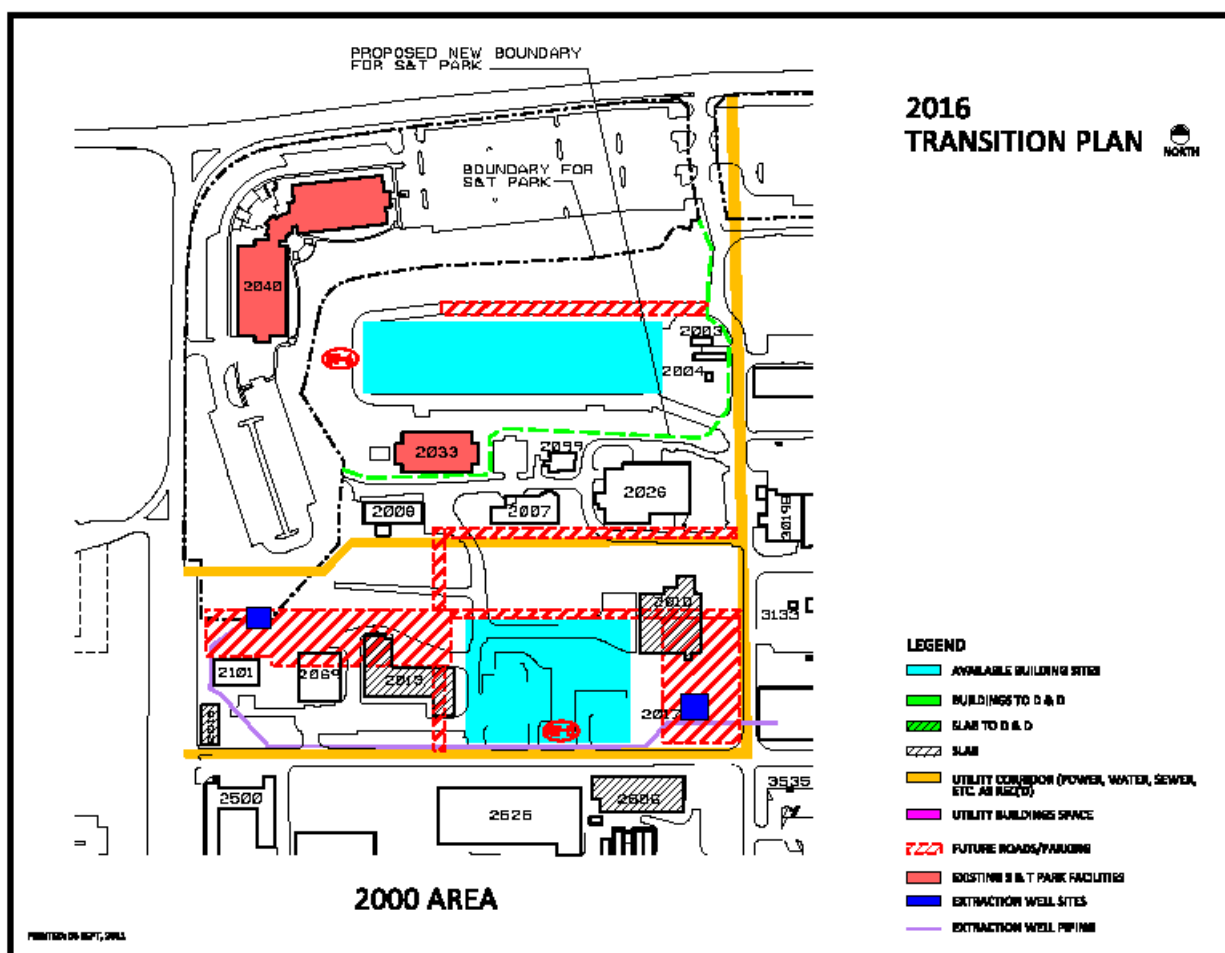 PROPOSED NEW BOUNDARY
FOR S&T PARK
2016
TRANSITION PLAN
NORTH
BOUNDARY FOR
S&T PARK
2040
2003
2004
2033
2099
2026
2008
2007
3019B
2010
3133
2101
2069
2013
2017
2500
2626
2606
3535
LEGEND
AVAILABLE BUILDING SITES
BUILDINGS TO D & D
SLAB TO D & D
SLAB
UTILITY CORRIDOR (POWER, WATER, SEWER,
ETC. AS REQ'D)
UTILITY BUILDINGS SPACE
FUTURE ROADS/PARKING
EXISTING S & T PARK FACILITIES
EXTRACTION WELL SITES
EXTRACTION WELL PIPING
2000 AREA